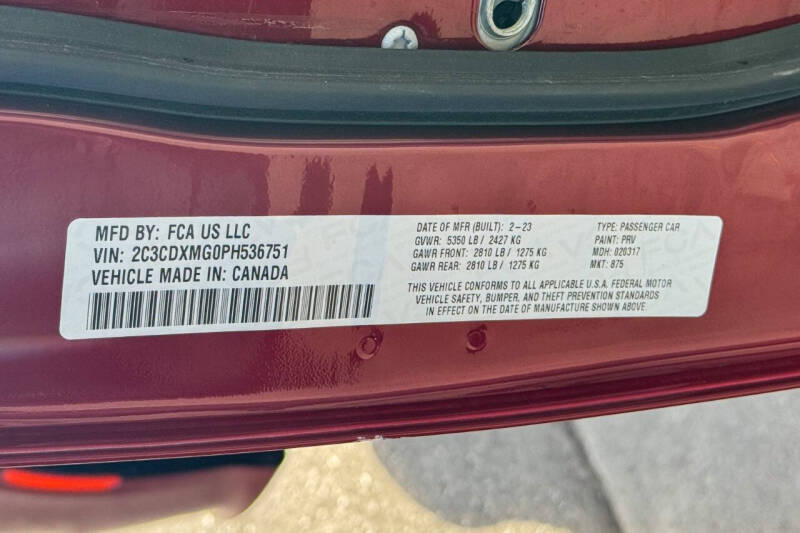 MFD BY: FCA US LLC
VIN: 2C3CDXMG0PH536751
VEHICLE MADE IN: CANADA
DATE OF MFR (BUILT): 2-23
GVWR: 5350 LB / 2427 KG
GAWR FRONT: 2810 LB / 1275 KG
GAWR REAR: 2810 LB / 1275 KG
TYPE: PASSENGER CAR
PAINT: PRV
MDH: 020317
MKT: 875
THIS VEHICLE CONFORMS TO ALL APPLICABLE U.S.A. FEDERAL MOTOR
VEHICLE SAFETY, BUMPER, AND THEFT PREVENTION STANDARDS
IN EFFECT ON THE DATE OF MANUFACTURE SHOWN ABOVE.